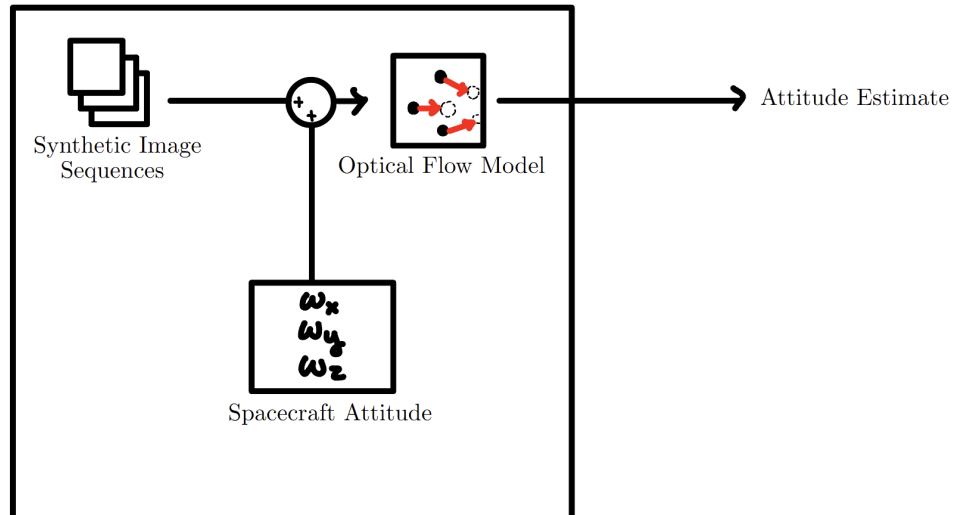 Synthetic Image
Sequences
+
+
Optical Flow Model
Attitude Estimate
ωx
ωy
ωz
Spacecraft Attitude